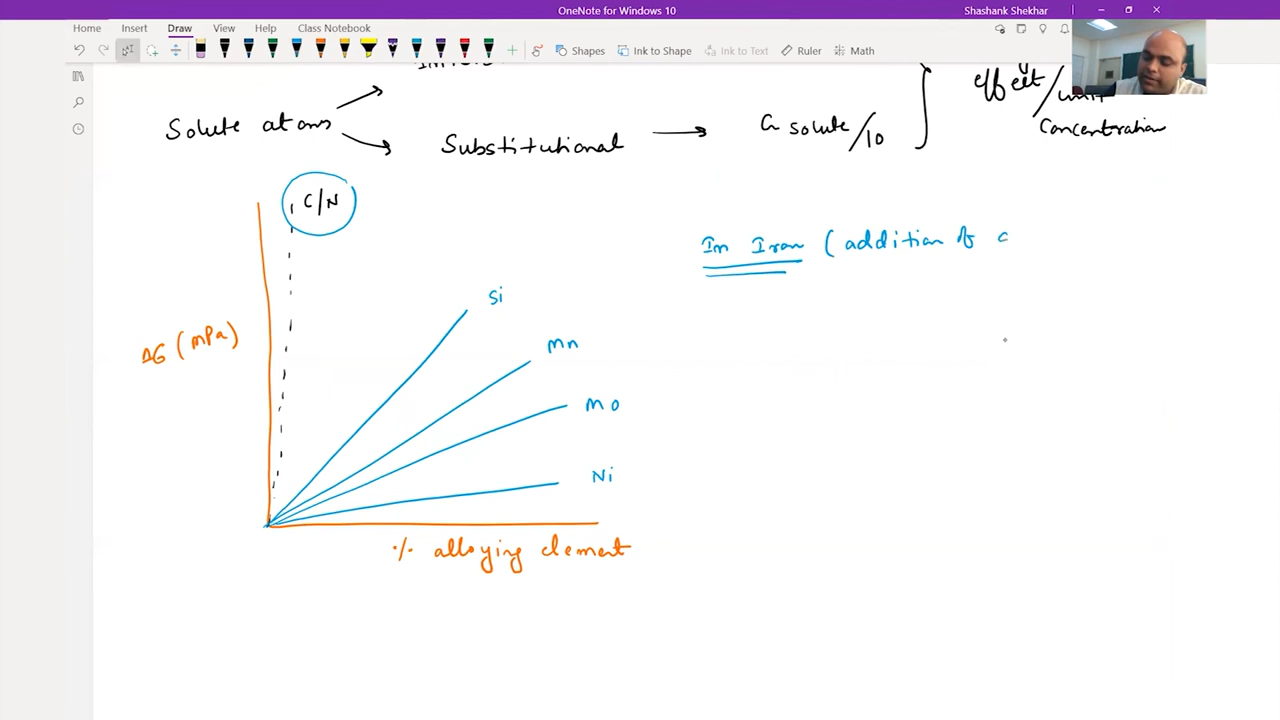 OneNote for Windows 10
Shashank Shekhar
Home Draw View Help Class Notebook
Shapes Ink to Shape Ink to Text Ruler Math
effect/unit
concentration
Solute atoms
Substitutional → G solute/10
C/N
In Iron (addition of c
Si
Δσ (mPa)
Mn
Mo
Ni
% alloying element